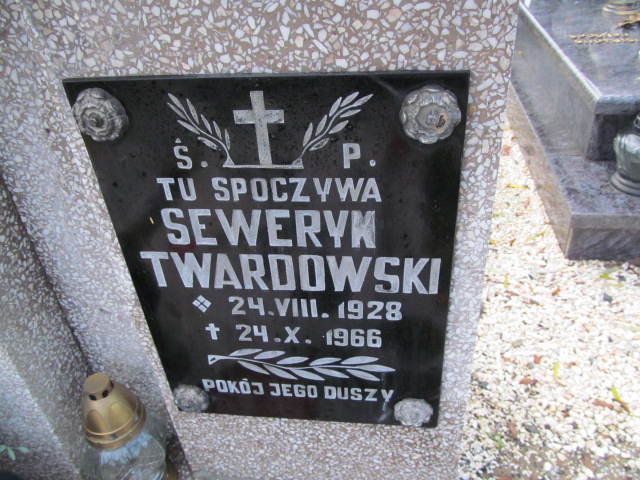 Ś. P.
TU SPOCZYWA
SEWERYN
TWARDOWSKI
24.VIII.1928
✝ 24.X.1966
POKÓJ JEGO DUSZY